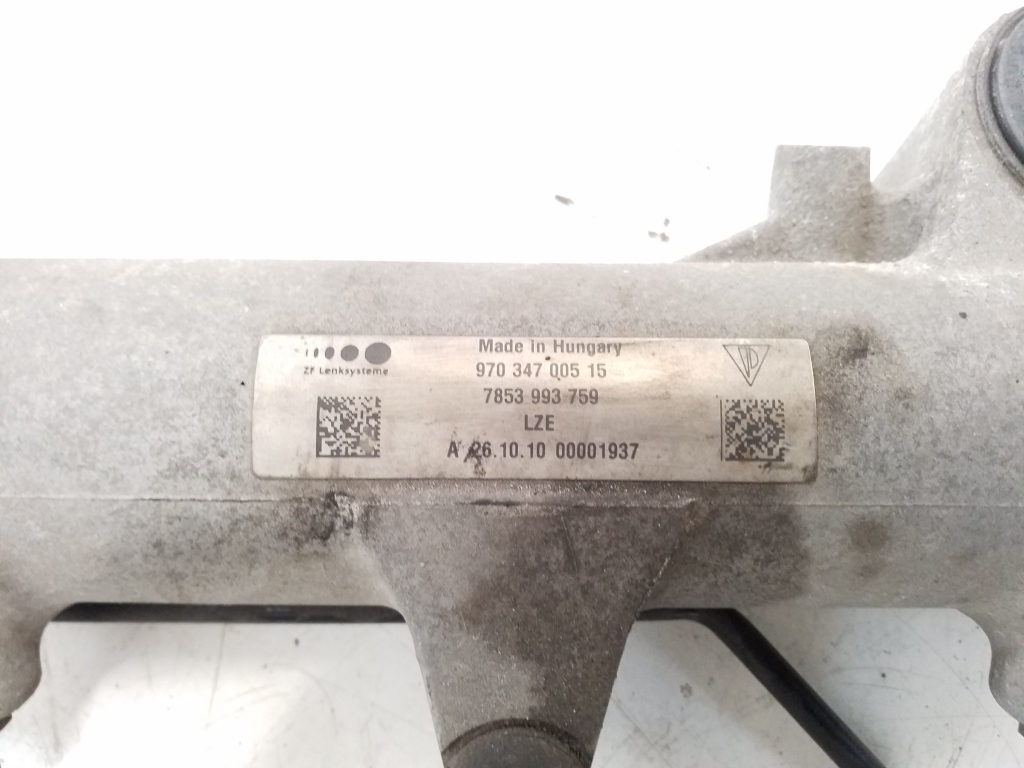 ZF Lenksysteme
Made in Hungary
970 347 005 15
7853 993 759
LZE
A 26.10.10 00001937